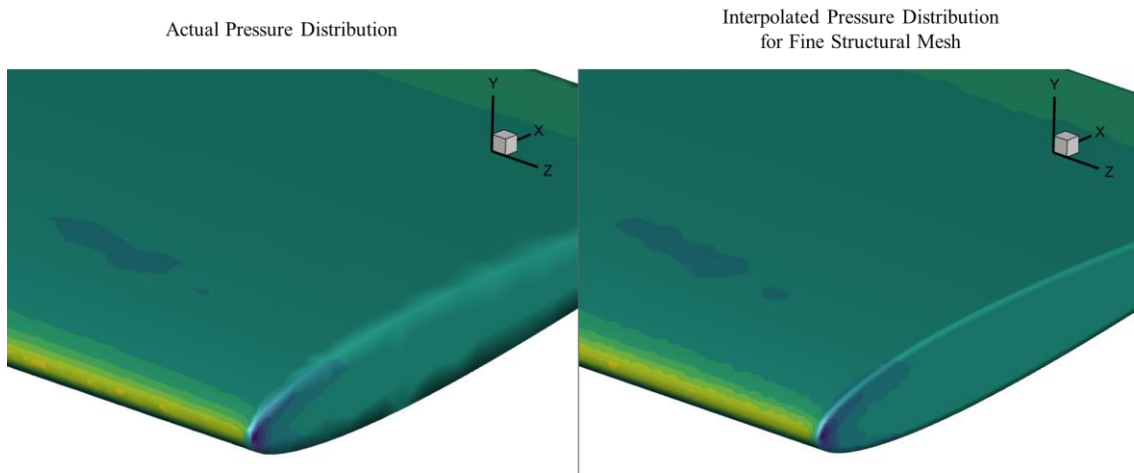 Actual Pressure Distribution
Interpolated Pressure Distribution
for Fine Structural Mesh
Y
X
Z
Y
X
Z